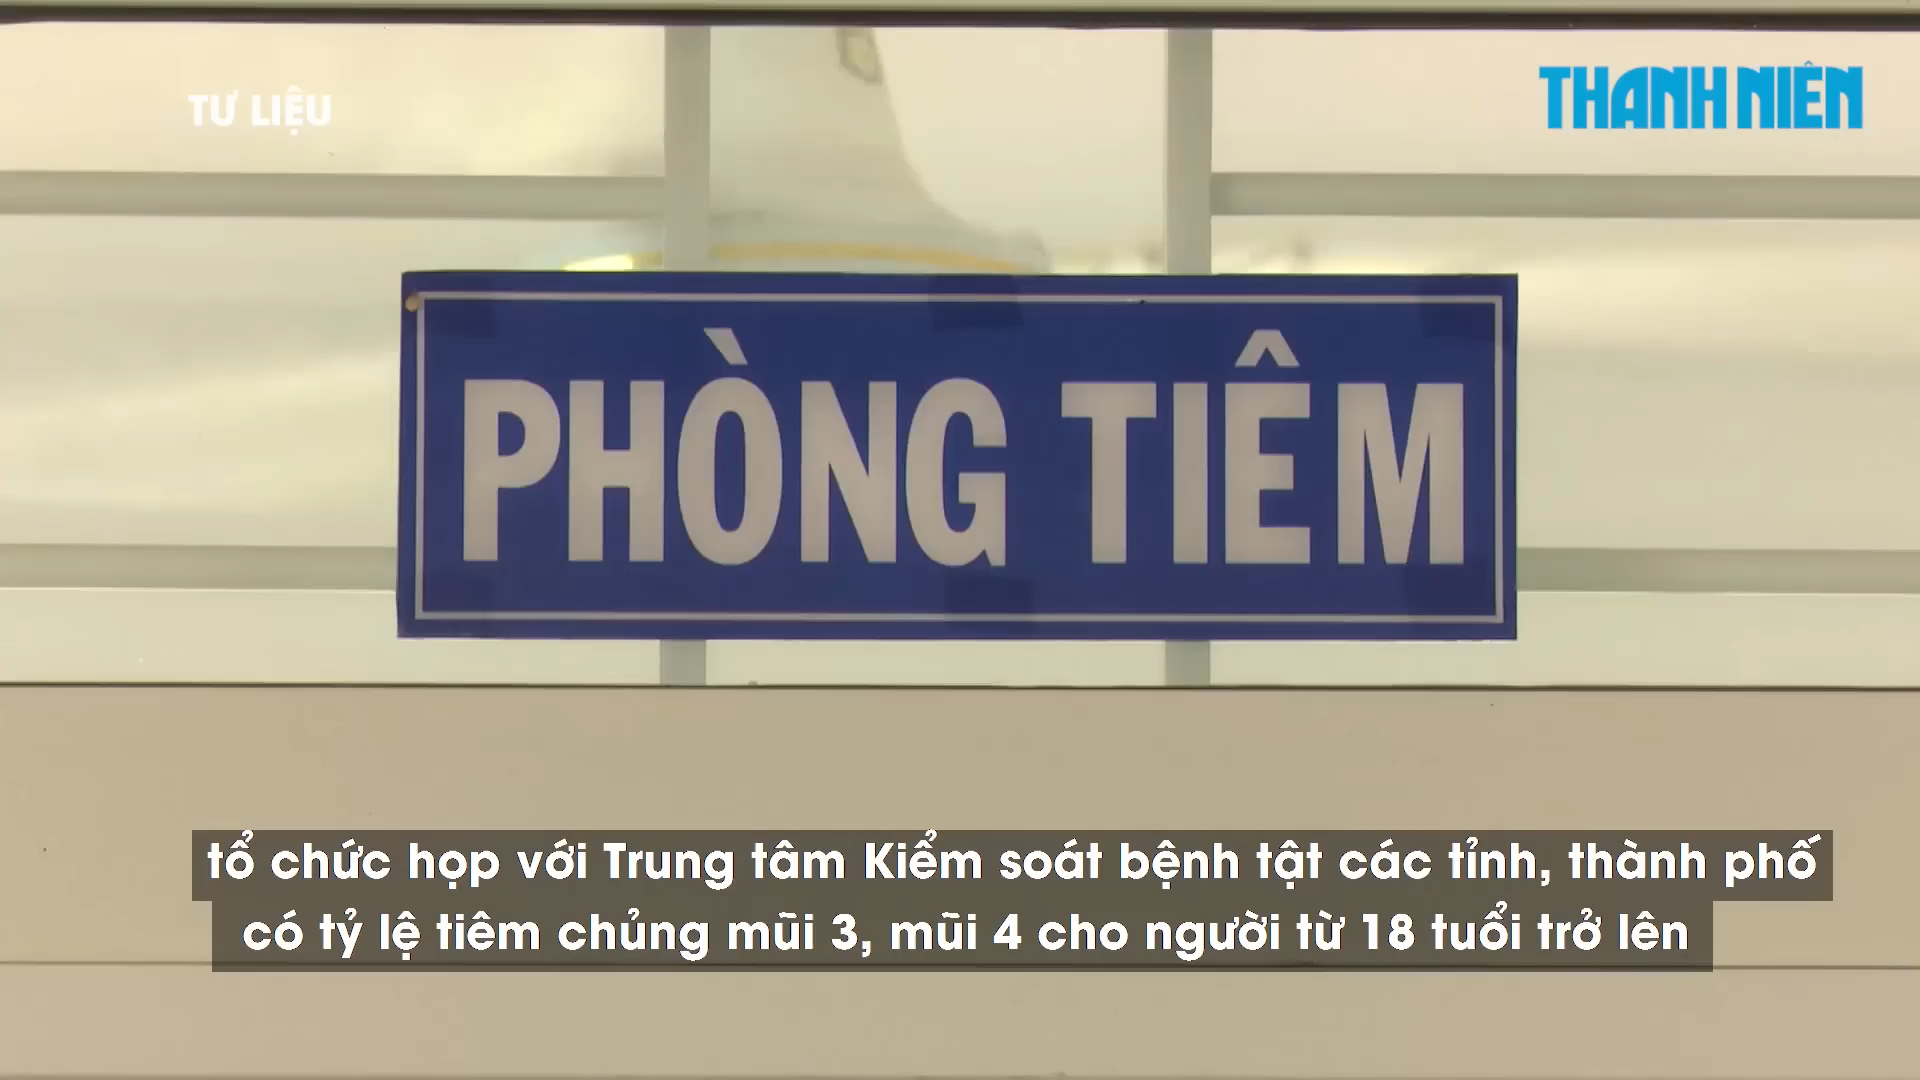 TƯ LIỆU
THANH NIÊN
PHÒNG TIÊM
tổ chức họp với Trung tâm Kiểm soát bệnh tật các tỉnh, thành phố
có tỷ lệ tiêm chủng mũi 3, mũi 4 cho người từ 18 tuổi trở lên